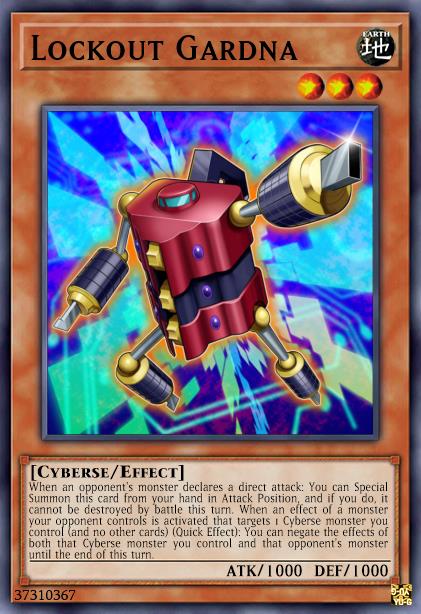 LOCKOUT GARDNA
EARTH
地
[CYBERSE/EFFECT]
When an opponent's monster declares a direct attack: You can Special
Summon this card from your hand in Attack Position, and if you do, it
cannot be destroyed by battle this turn. When an effect of a monster
your opponent controls is activated that targets 1 Cyberse monster you
control (and no other cards) (Quick Effect): You can negate the effects of
both that Cyberse monster you control and that opponent's monster
until the end of this turn.
ATK/1000 DEF/1000
37310367